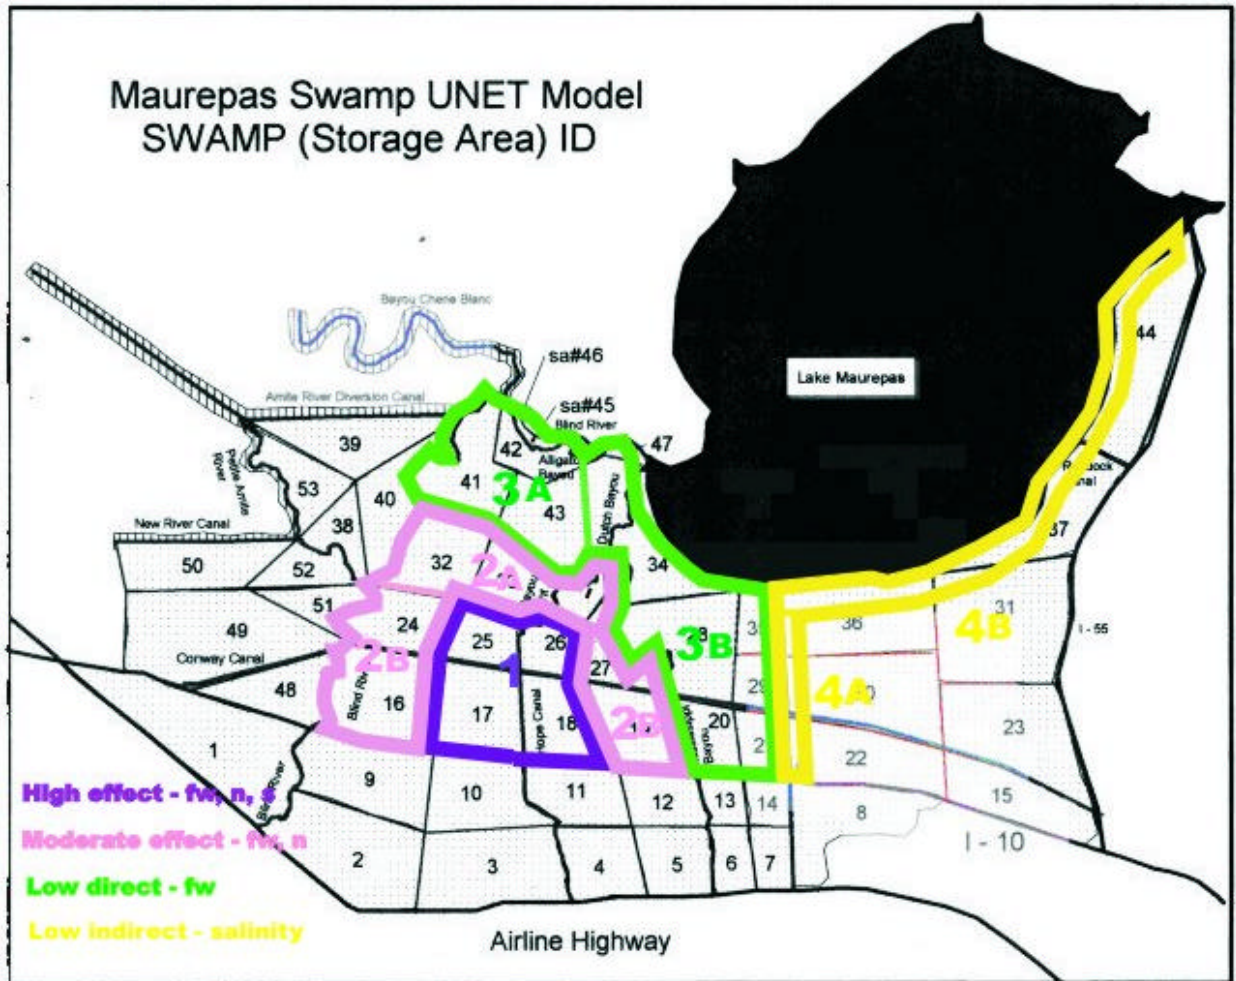 Maurepas Swamp UNET Model
SWAMP (Storage Area) ID
Bayou Chene Blanc
sa#46
Lake Maurepas
44
Amite River Diversion Canal
sa#45
Blind River
39
42
47
Petite Amite
River
53
40
41
3A
43
Dutch Bayou
New River Canal
38
37
50
52
32
2A
34
51
24
25
26
36
4B
31
I-55
49
3B
Conway Canal
2B
1
27
48
16
29
4A
17
Hope Canal
18
2B
20
23
1
22
9
10
11
12
13
14
8
15
High effect - fw, n, s
Blind River
I - 10
Moderate effect - fw, n
2
3
4
5
6
7
Low direct - fw
Low indirect - salinity
Airline Highway